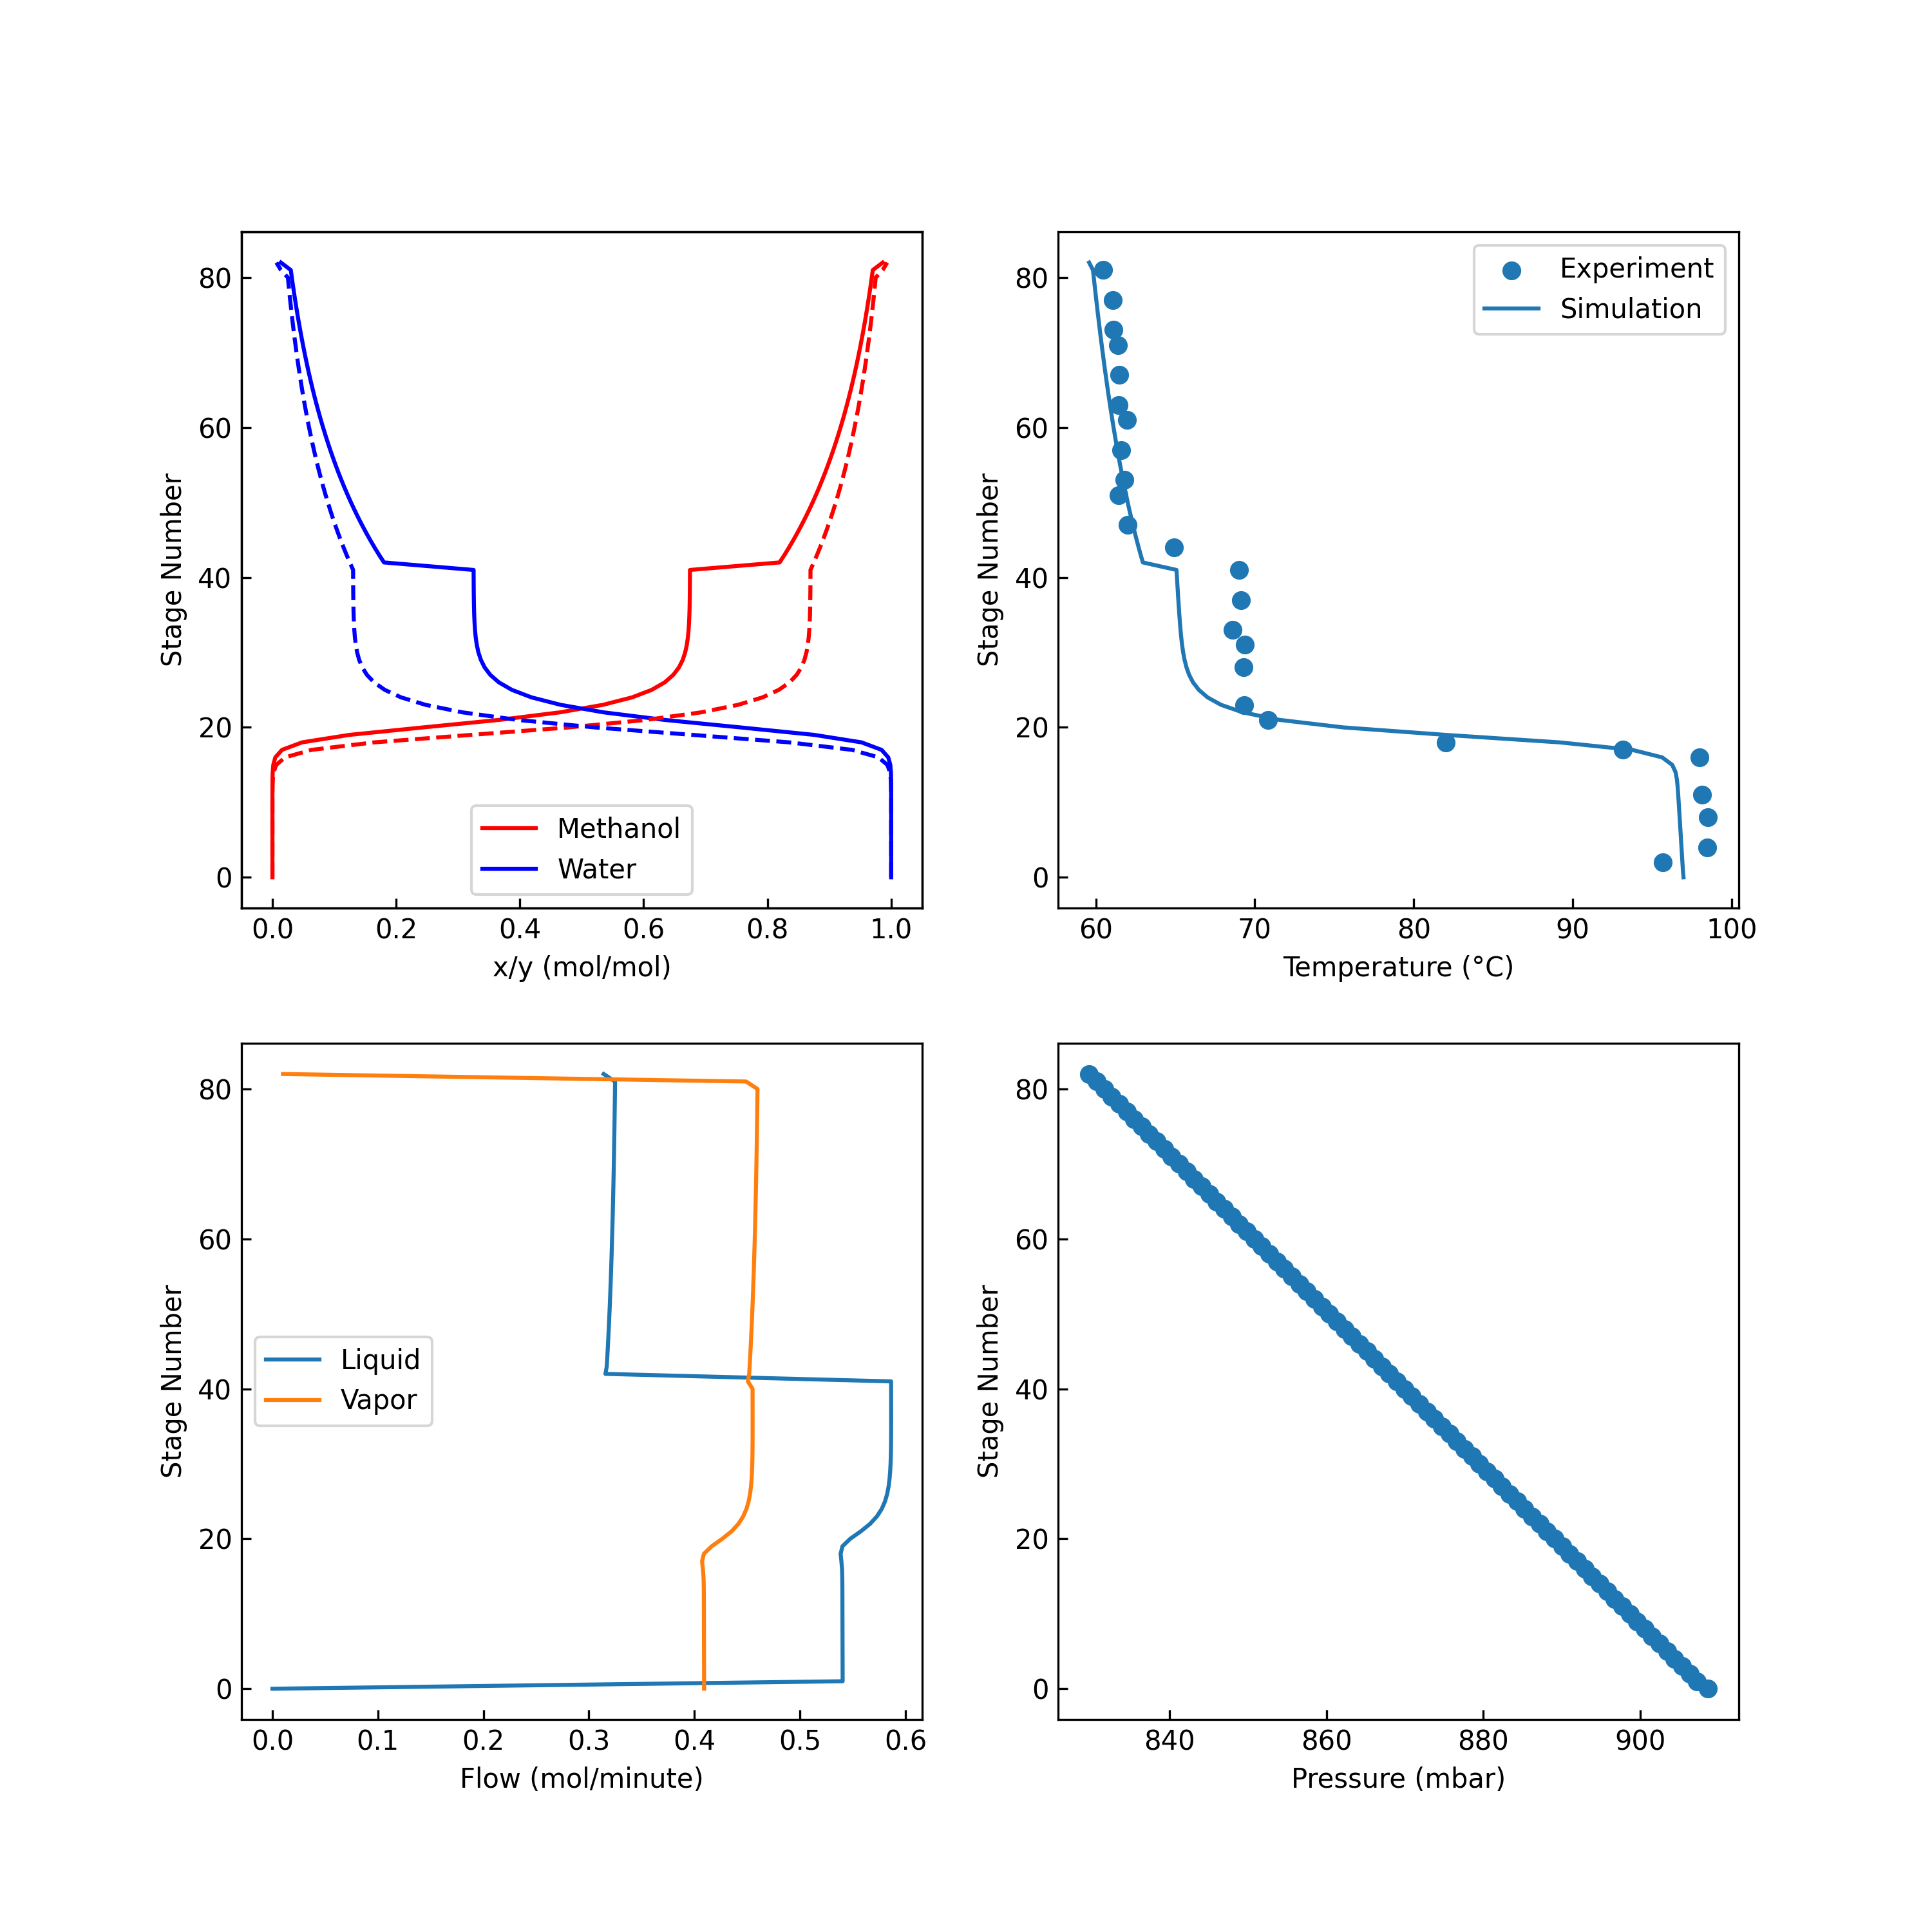 80
60
40
20
0
Stage Number
Methanol
Water
0.0 0.2 0.4 0.6 0.8 1.0
x/y (mol/mol)
80
60
40
20
0
Stage Number
Experiment
Simulation
60 70 80 90 100
Temperature (°C)
80
60
40
20
0
Stage Number
Liquid
Vapor
0.0 0.1 0.2 0.3 0.4 0.5 0.6
Flow (mol/minute)
80
60
40
20
0
Stage Number
840 860 880 900
Pressure (mbar)